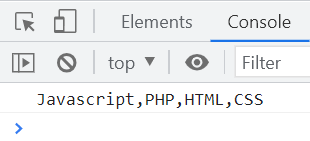 Elements Console
top Filter
Javascript,PHP,HTML,CSS